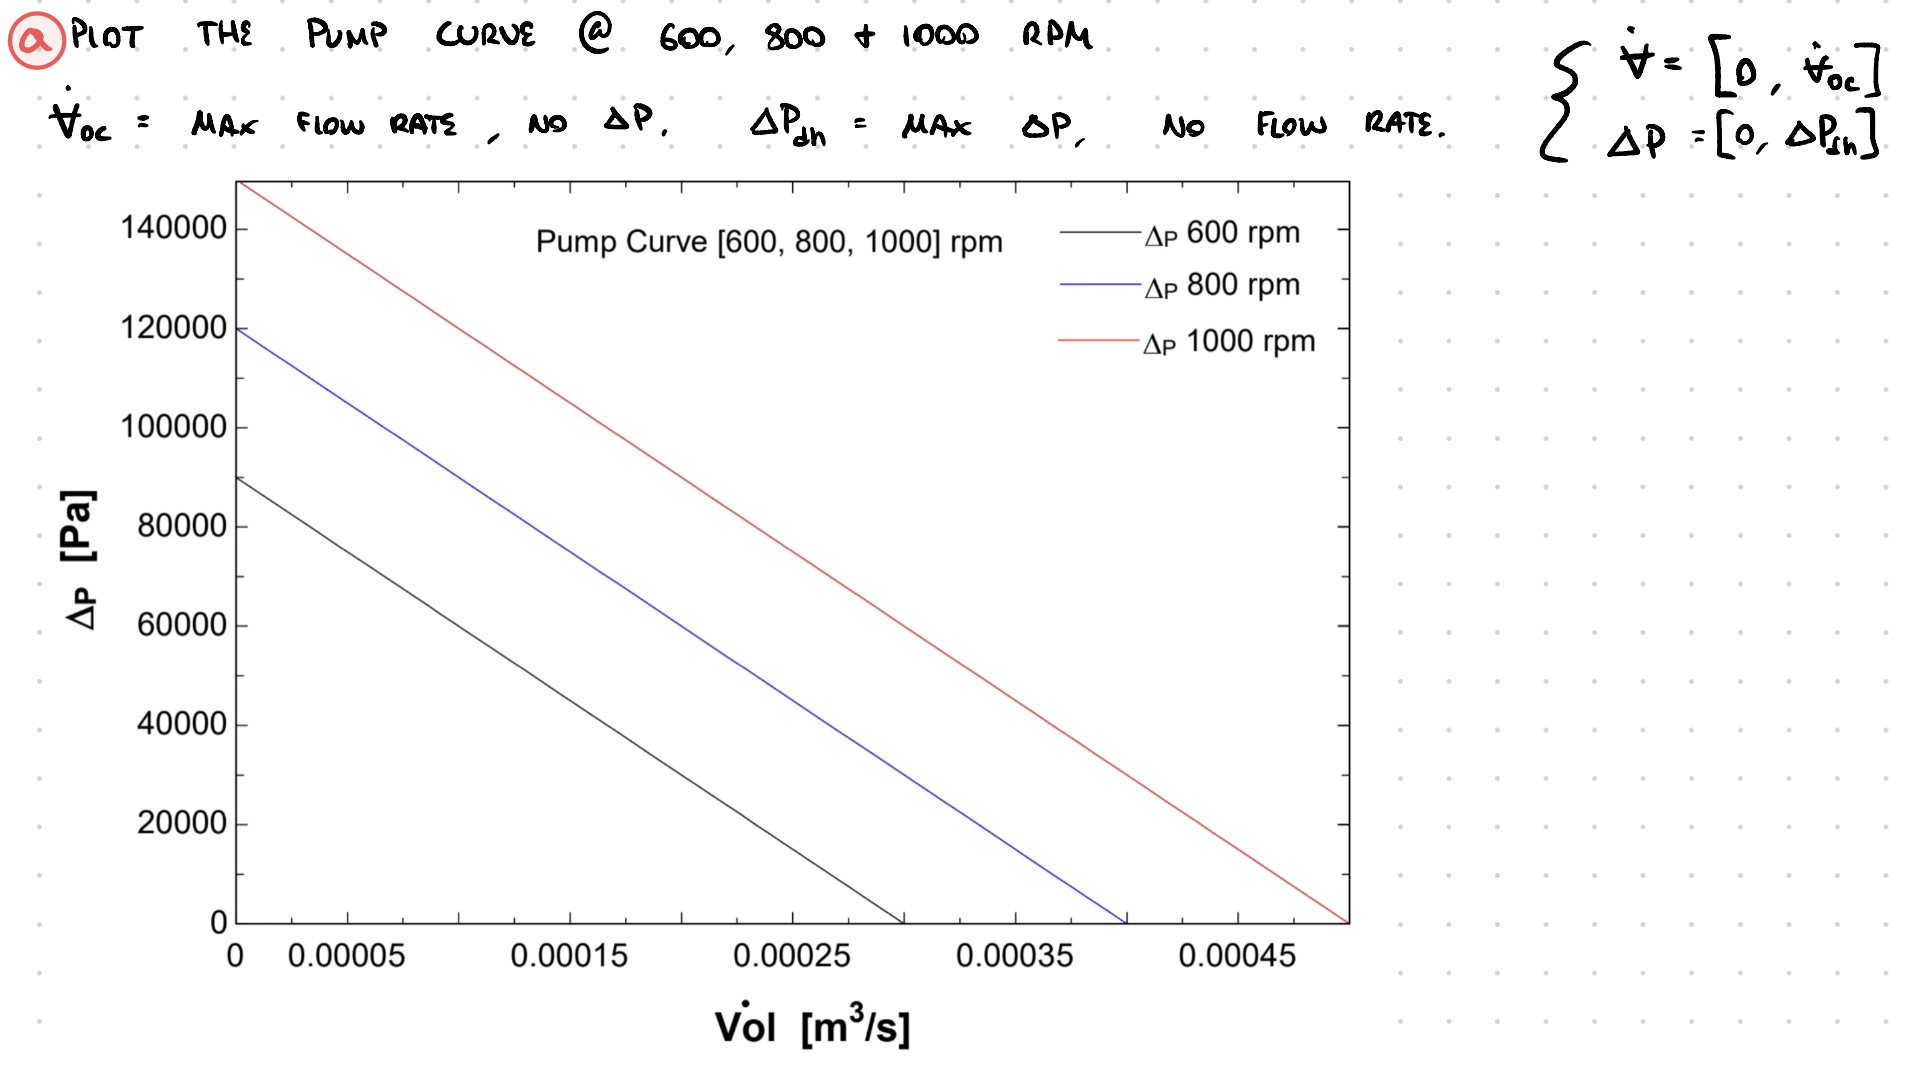 a PLOT THE PUMP CURVE @ 600, 800 + 1000 RPM
V̇oc = MAX FLOW RATE, NO ΔP. ΔPdh = MAX ΔP, NO FLOW RATE.
{ V̇ = [0, V̇oc]
ΔP = [0, ΔPdh]
Pump Curve [600, 800, 1000] rpm
ΔP 600 rpm
ΔP 800 rpm
ΔP 1000 rpm
140000
120000
100000
80000
60000
40000
20000
0
ΔP [Pa]
0 0.00005 0.00015 0.00025 0.00035 0.00045
V̇ol [m³/s]